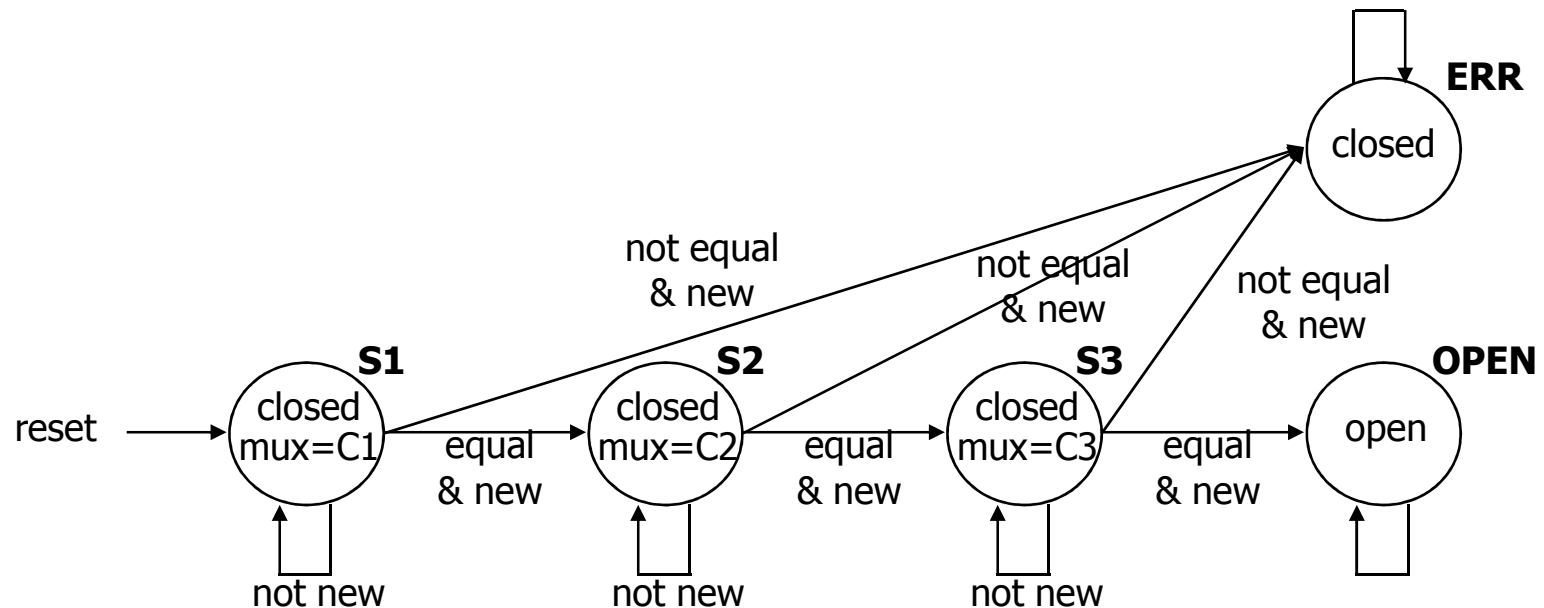 ERR
closed
not equal
& new
not equal
& new
not equal
& new
S1
S2
S3
OPEN
reset
closed
mux=C1
equal
& new
closed
mux=C2
equal
& new
closed
mux=C3
equal
& new
open
not new
not new
not new